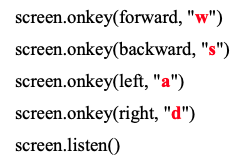 screen.onkey(forward, "w")
screen.onkey(backward, "s")
screen.onkey(left, "a")
screen.onkey(right, "d")
screen.listen()